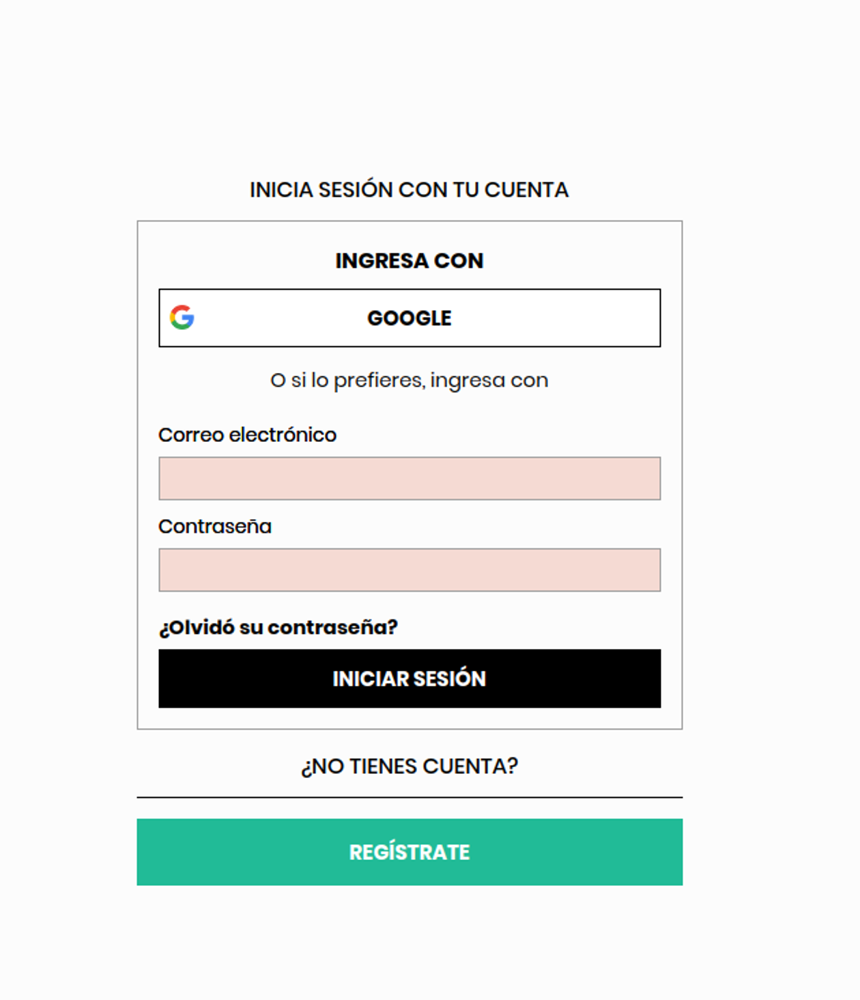 INICIA SESIÓN CON TU CUENTA
INGRESA CON
GOOGLE
O si lo prefieres, ingresa con
Correo electrónico
Contraseña
¿Olvidó su contraseña?
INICIAR SESIÓN
¿NO TIENES CUENTA?
REGÍSTRATE